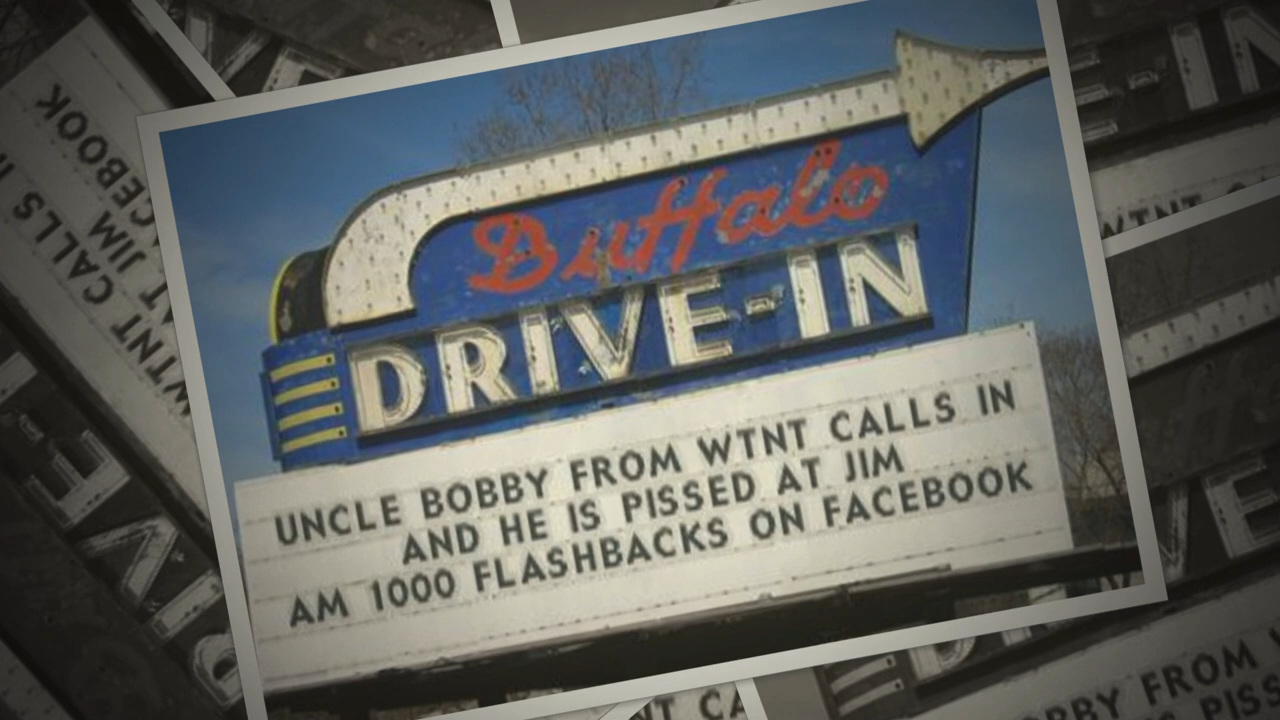 Buffalo
DRIVE-IN
UNCLE BOBBY FROM WTNT CALLS IN
AND HE IS PISSED AT JIM
AM 1000 FLASHBACKS ON FACEBOOK